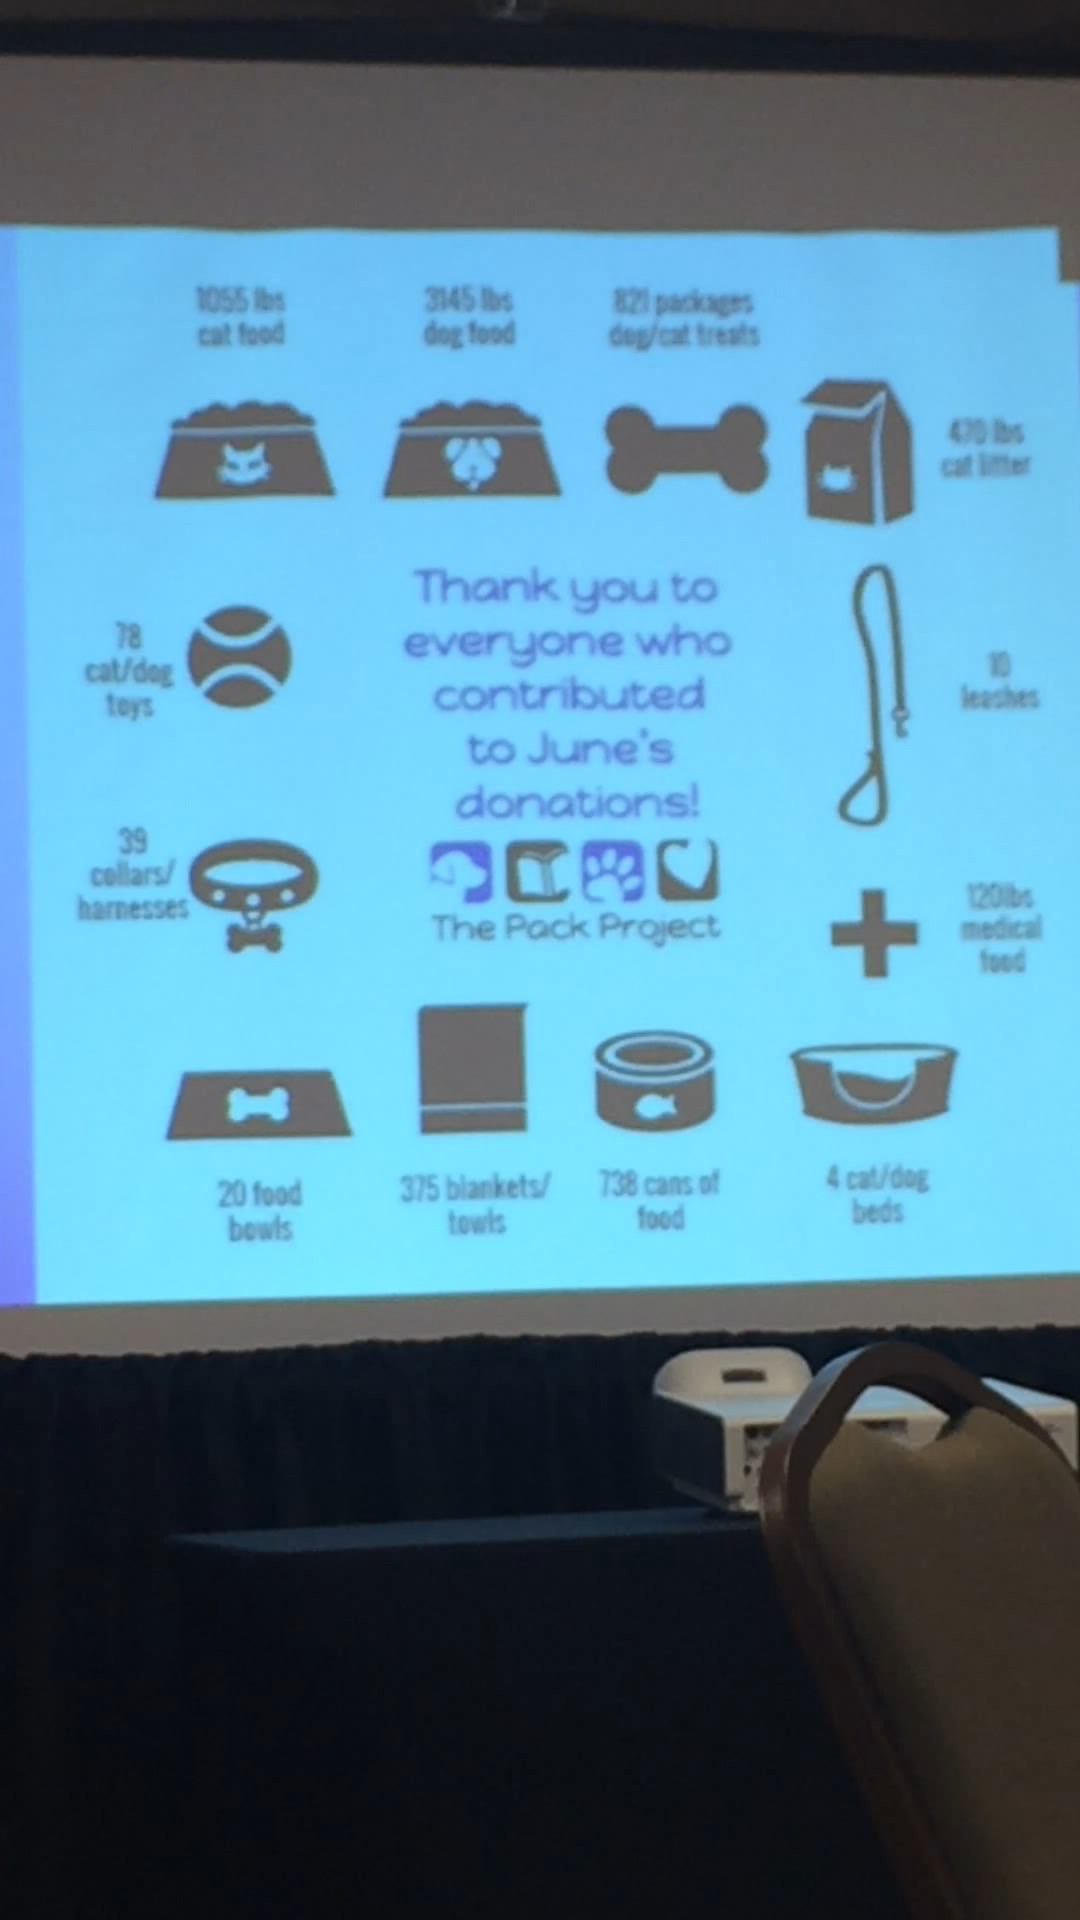 1055 lbs
cat food
3145 lbs
dog food
821 packages
dog/cat treats
470 lbs
cat litter
78
cat/dog
toys
Thank you to
everyone who
contributed
to June's
donations!
10
leashes
39
collars/
harnesses
The Pack Project
120lbs
medical
food
20 food
bowls
375 blankets/
towls
738 cans of
food
4 cat/dog
beds